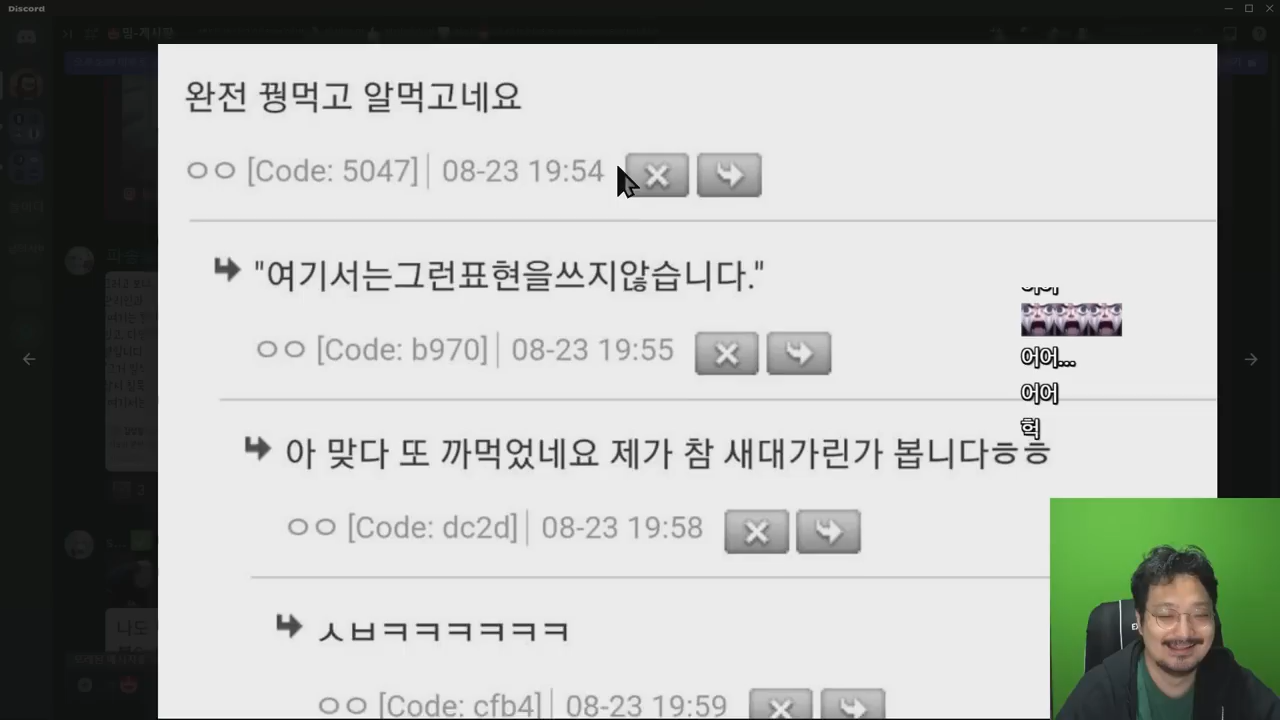 Discord
완전 꿩먹고 알먹고네요
ㅇㅇ [Code: 5047] | 08-23 19:54
"여기서는그런표현을쓰지않습니다."
ㅇㅇ [Code: b970] | 08-23 19:55
어어...
어어
헉
아 맞다 또 까먹었네요 제가 참 새대가린가 봅니다ㅎㅎ
ㅇㅇ [Code: dc2d] | 08-23 19:58
ㅅㅂㅋㅋㅋㅋㅋㅋ
ㅇㅇ [Code: cfb4] | 08-23 19:59
나도